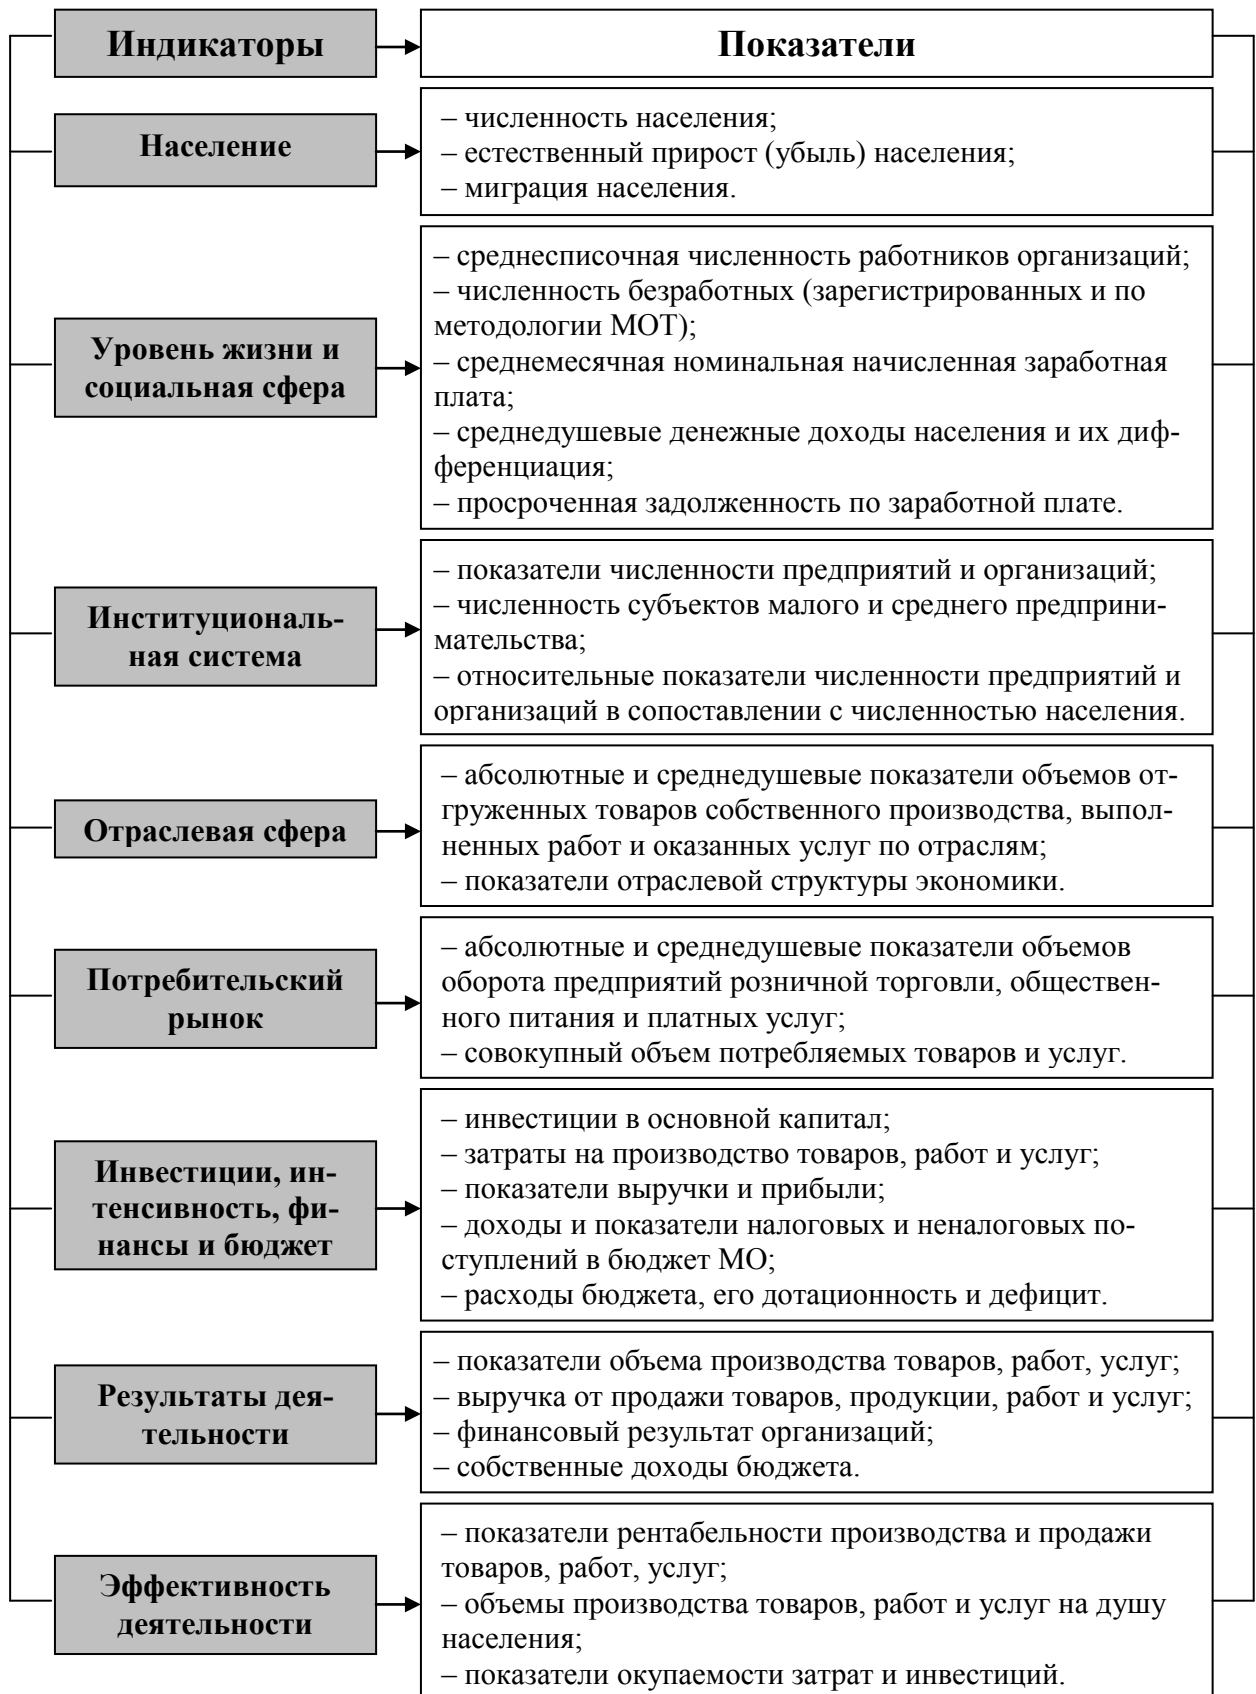 Индикаторы
Показатели
Население
– численность населения;
– естественный прирост (убыль) населения;
– миграция населения.
Уровень жизни и
социальная сфера
– среднесписочная численность работников организаций;
– численность безработных (зарегистрированных и по
методологии МОТ);
– среднемесячная номинальная начисленная заработная
плата;
– среднедушевые денежные доходы населения и их диф-
ференциация;
– просроченная задолженность по заработной плате.
Институциональ-
ная система
– показатели численности предприятий и организаций;
– численность субъектов малого и среднего предприни-
мательства;
– относительные показатели численности предприятий и
организаций в сопоставлении с численностью населения.
Отраслевая сфера
– абсолютные и среднедушевые показатели объемов от-
груженных товаров собственного производства, выпол-
ненных работ и оказанных услуг по отраслям;
– показатели отраслевой структуры экономики.
Потребительский
рынок
– абсолютные и среднедушевые показатели объемов
оборота предприятий розничной торговли, обществен-
ного питания и платных услуг;
– совокупный объем потребляемых товаров и услуг.
Инвестиции, ин-
тенсивность, фи-
нансы и бюджет
– инвестиции в основной капитал;
– затраты на производство товаров, работ и услуг;
– показатели выручки и прибыли;
– доходы и показатели налоговых и неналоговых по-
ступлений в бюджет МО;
– расходы бюджета, его дотационность и дефицит.
Результаты дея-
тельности
– показатели объема производства товаров, работ, услуг;
– выручка от продажи товаров, продукции, работ и услуг;
– финансовый результат организаций;
– собственные доходы бюджета.
Эффективность
деятельности
– показатели рентабельности производства и продажи
товаров, работ, услуг;
– объемы производства товаров, работ и услуг на душу
населения;
– показатели окупаемости затрат и инвестиций.